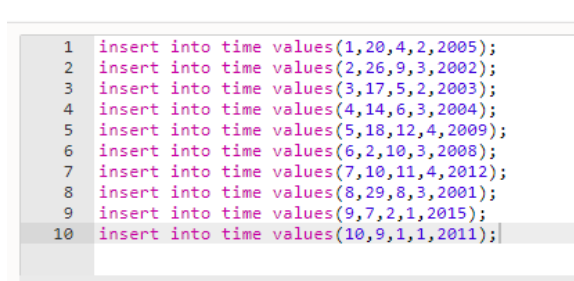 1 insert into time values(1,20,4,2,2005);
2 insert into time values(2,26,9,3,2002);
3 insert into time values(3,17,5,2,2003);
4 insert into time values(4,14,6,3,2004);
5 insert into time values(5,18,12,4,2009);
6 insert into time values(6,2,10,3,2008);
7 insert into time values(7,10,11,4,2012);
8 insert into time values(8,29,8,3,2001);
9 insert into time values(9,7,2,1,2015);
10 insert into time values(10,9,1,1,2011);